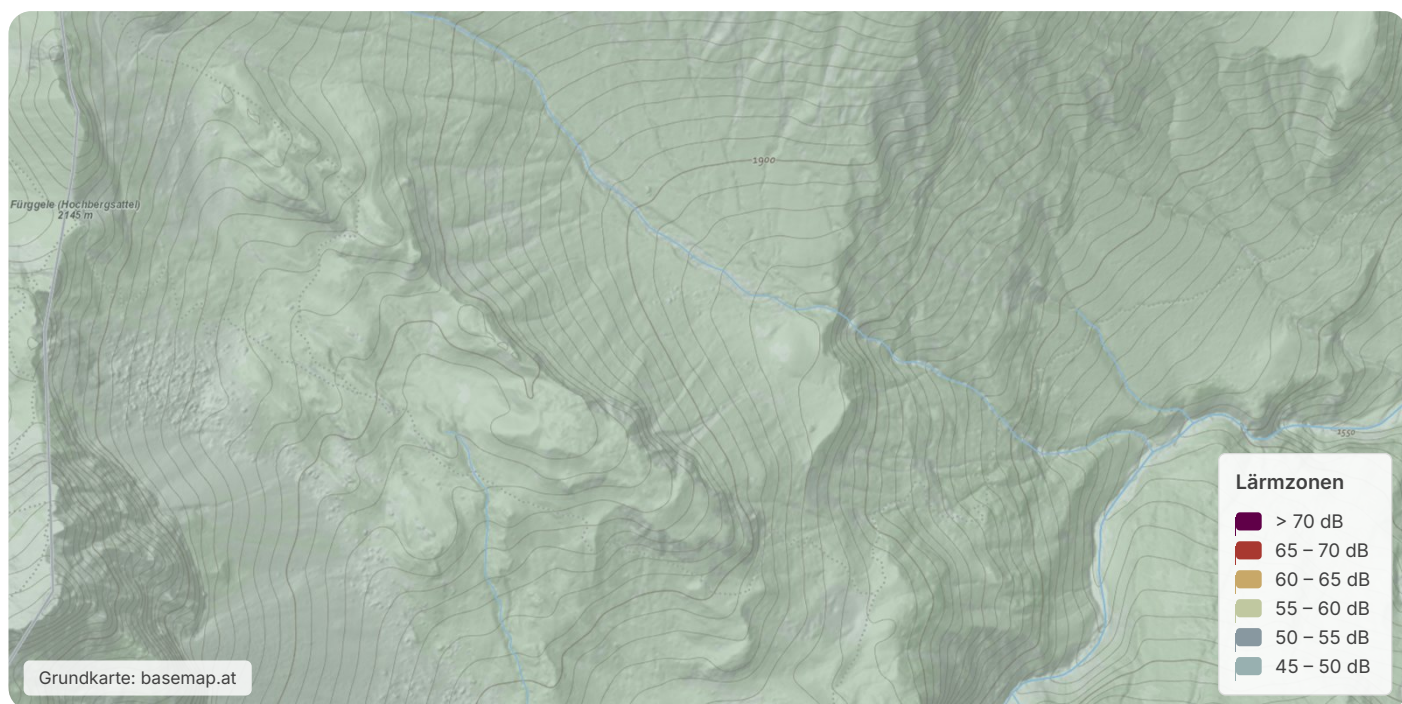 1900
Fürggele (Hochbergsattel)
2145 m
1550
Lärmzonen
> 70 dB
65 – 70 dB
60 – 65 dB
55 – 60 dB
50 – 55 dB
45 – 50 dB
Grundkarte: basemap.at